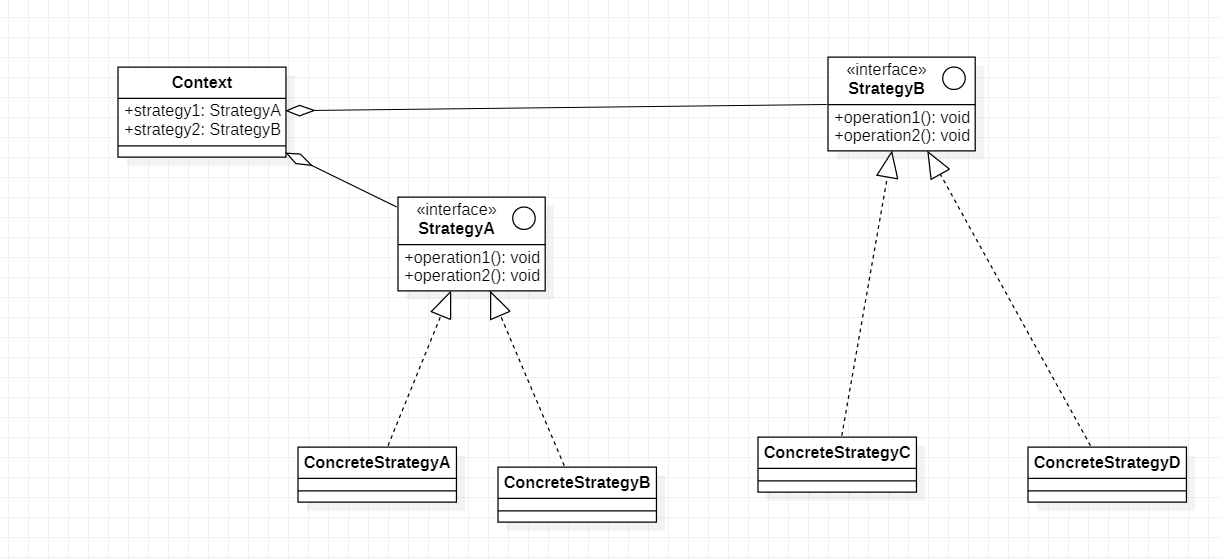 Context
+strategy1: StrategyA
+strategy2: StrategyB
«interface»
StrategyB
+operation1(): void
+operation2(): void
«interface»
StrategyA
+operation1(): void
+operation2(): void
ConcreteStrategyA
ConcreteStrategyB
ConcreteStrategyC
ConcreteStrategyD